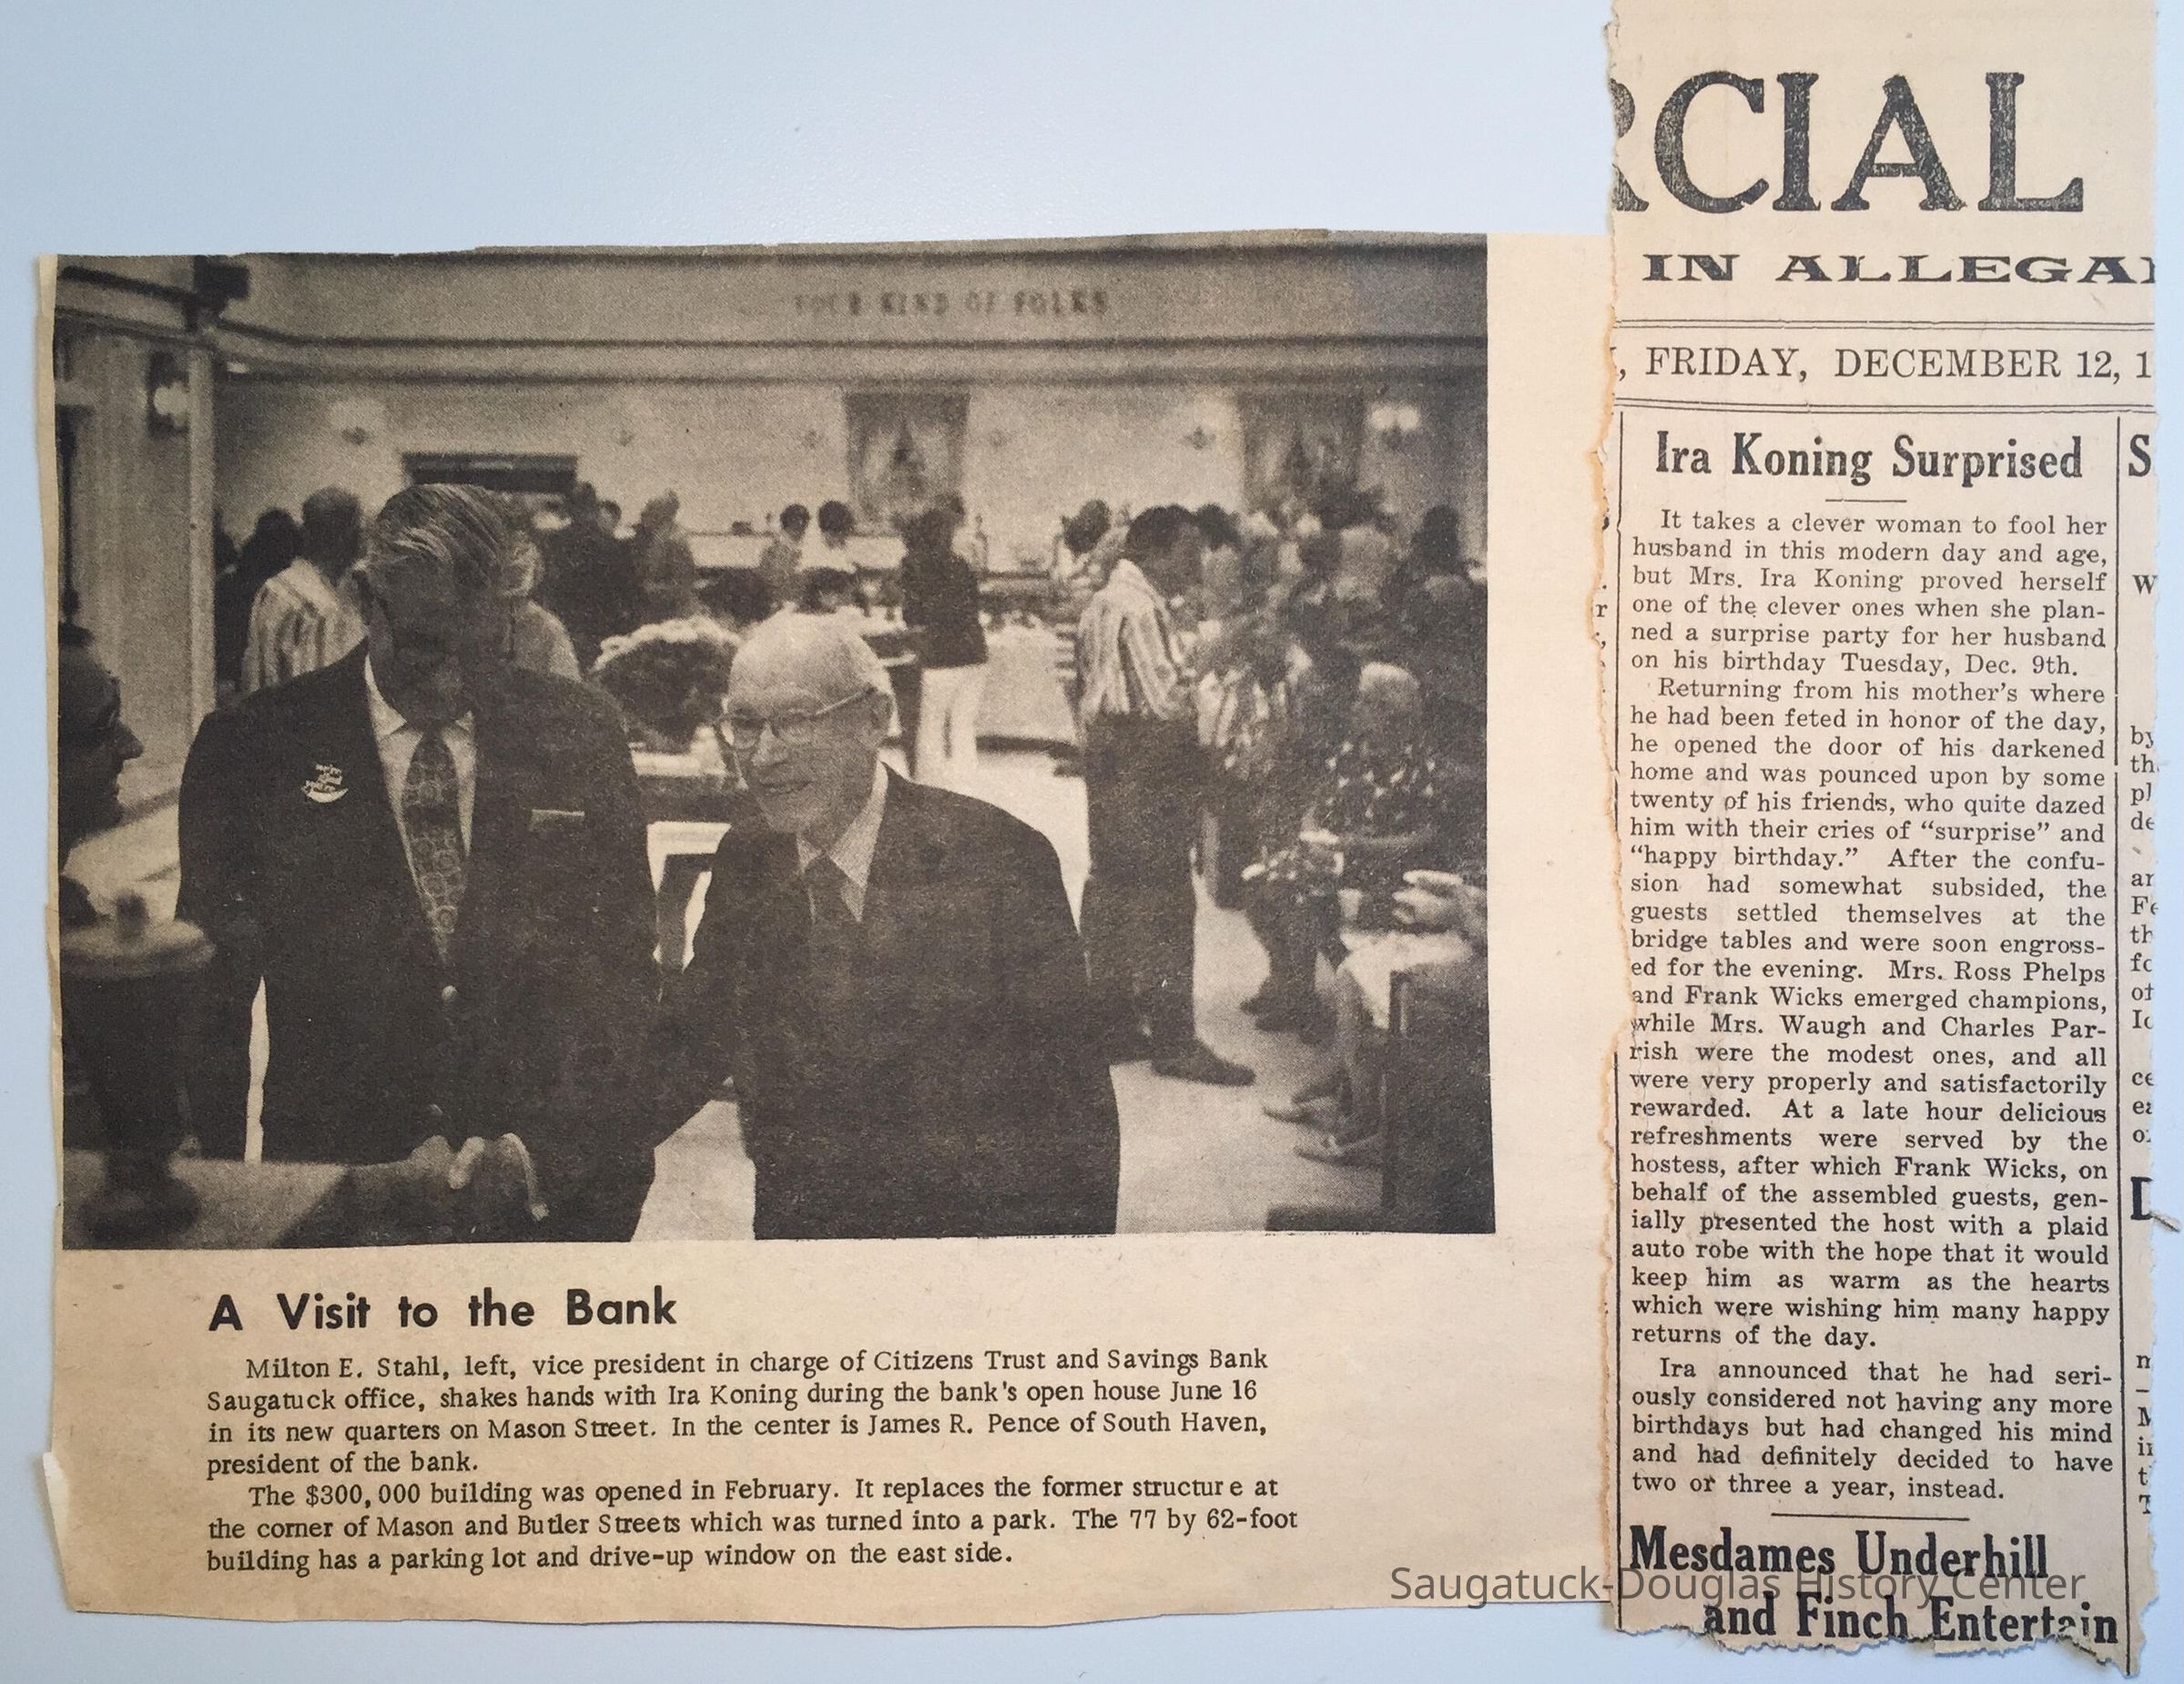 YOUR KIND OF FOLKS
A Visit to the Bank
Milton E. Stahl, left, vice president in charge of Citizens Trust and Savings Bank
Saugatuck office, shakes hands with Ira Koning during the bank's open house June 16
in its new quarters on Mason Street. In the center is James R. Pence of South Haven,
president of the bank.
The $300,000 building was opened in February. It replaces the former structure at
the corner of Mason and Butler Streets which was turned into a park. The 77 by 62-foot
building has a parking lot and drive-up window on the east side.
RCIAL
IN ALLEGAN
, FRIDAY, DECEMBER 12, 1
Ira Koning Surprised
It takes a clever woman to fool her
husband in this modern day and age,
but Mrs. Ira Koning proved herself
one of the clever ones when she plan-
ned a surprise party for her husband
on his birthday Tuesday, Dec. 9th.
Returning from his mother's where
he had been feted in honor of the day,
he opened the door of his darkened
home and was pounced upon by some
twenty of his friends, who quite dazed
him with their cries of "surprise" and
"happy birthday." After the confu-
sion had somewhat subsided, the
guests settled themselves at the
bridge tables and were soon engross-
ed for the evening. Mrs. Ross Phelps
and Frank Wicks emerged champions,
while Mrs. Waugh and Charles Par-
rish were the modest ones, and all
were very properly and satisfactorily
rewarded. At a late hour delicious
refreshments were served by the
hostess, after which Frank Wicks, on
behalf of the assembled guests, gen-
ially presented the host with a plaid
auto robe with the hope that it would
keep him as warm as the hearts
which were wishing him many happy
returns of the day.
Ira announced that he had seri-
ously considered not having any more
birthdays but had changed his mind
and had definitely decided to have
two or three a year, instead.
Mesdames Underhill
and Finch Entertain
Saugatuck-Douglas History Center